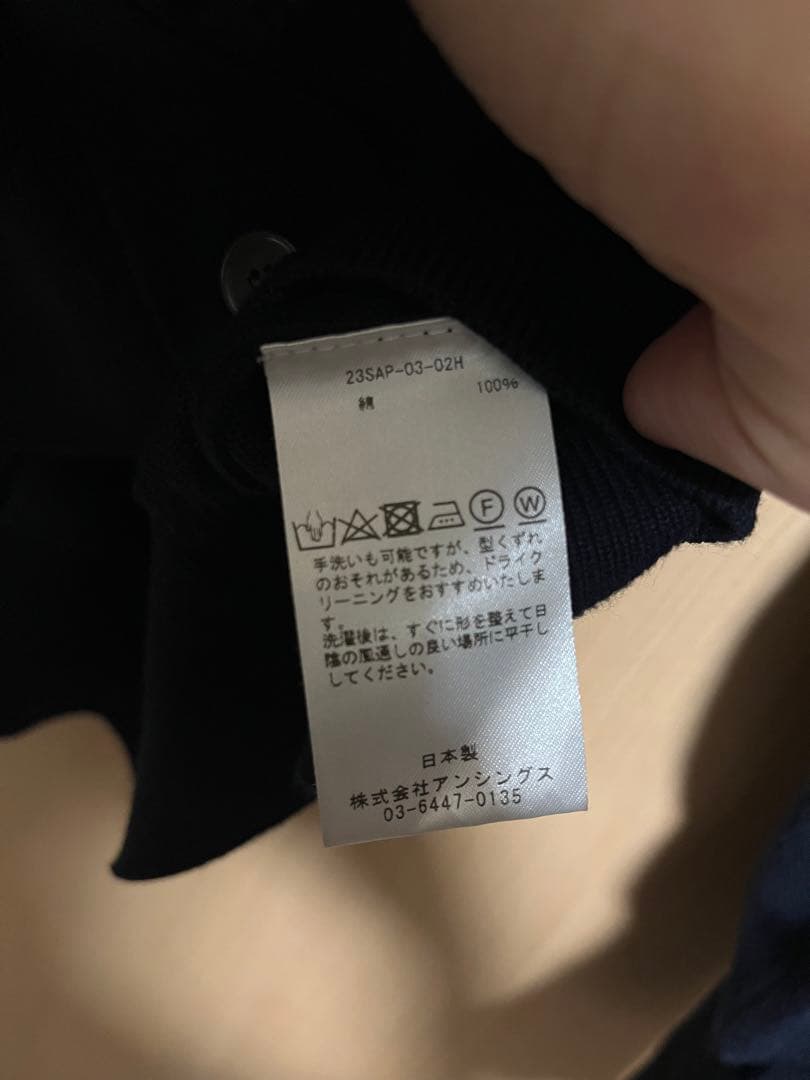 23SAP-03-02H
綿 100%
F W
手洗いも可能ですが、型くずれ
のおそれがあるため、ドライク
リーニングをおすすめいたしま
す。
洗濯後は、すぐに形を整えて日
陰の風通しの良い場所に平干し
してください。
日本製
株式会社アンシングス
03-6447-0135